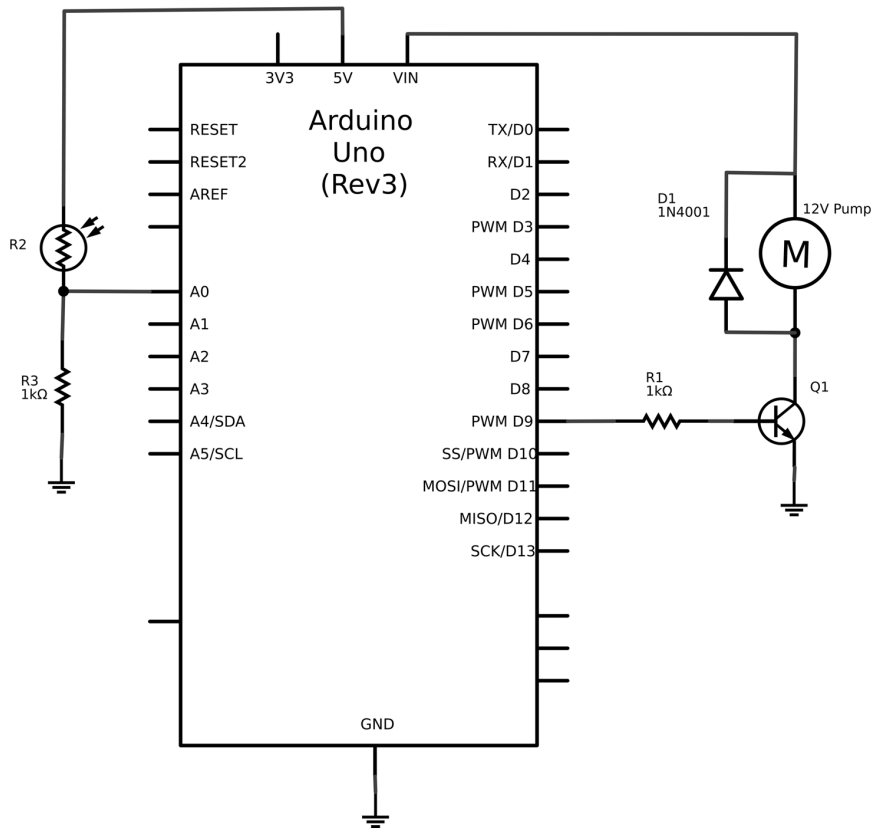 3V3
5V
VIN
Arduino
Uno
(Rev3)
RESET
RESET2
AREF
A0
A1
A2
A3
A4/SDA
A5/SCL
TX/D0
RX/D1
D2
PWM D3
D4
PWM D5
PWM D6
D7
D8
PWM D9
SS/PWM D10
MOSI/PWM D11
MISO/D12
SCK/D13
GND
R2
R3
1kΩ
D1
1N4001
12V Pump
M
R1
1kΩ
Q1